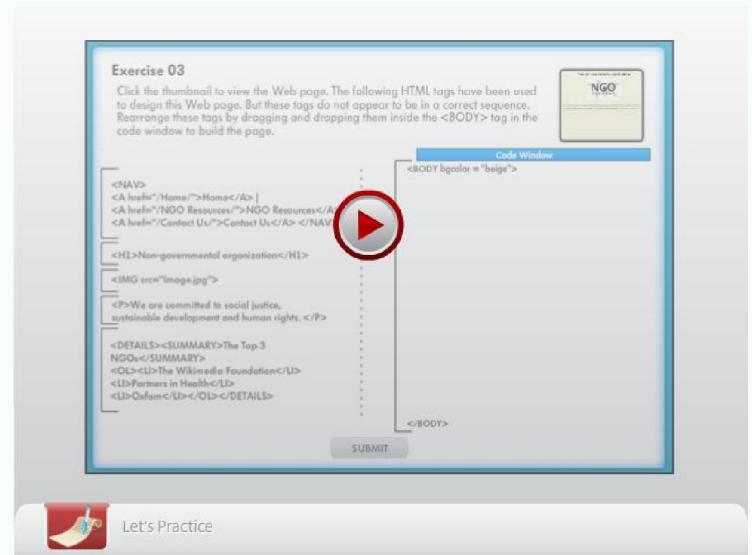 Exercise 03
Click the thumbnail to view the Web page. The following HTML tags have been used
to design this Web page. But these tags do not appear to be in a correct sequence.
Rearrange these tags by dragging and dropping them inside the <BODY> tag in the
code window to build the page.
NGO
Code Window
<BODY bgcolor = "beige">
<NAV>
<A href="/Home/">Home</A> |
<A href="/NGO Resources/">NGO Resources</A>
<A href="/Contact Us/">Contact Us</A> </NAV>
<H1>Non-governmental organization</H1>
<IMG src="Image.jpg">
<P>We are committed to social justice,
sustainable development and human rights. </P>
<DETAILS><SUMMARY>The Top 3
NGOs</SUMMARY>
<OL><LI>The Wikimedia Foundation</LI>
<LI>Partners in Health</LI>
<LI>Oxfam</LI></OL></DETAILS>
</BODY>
SUBMIT
Let's Practice